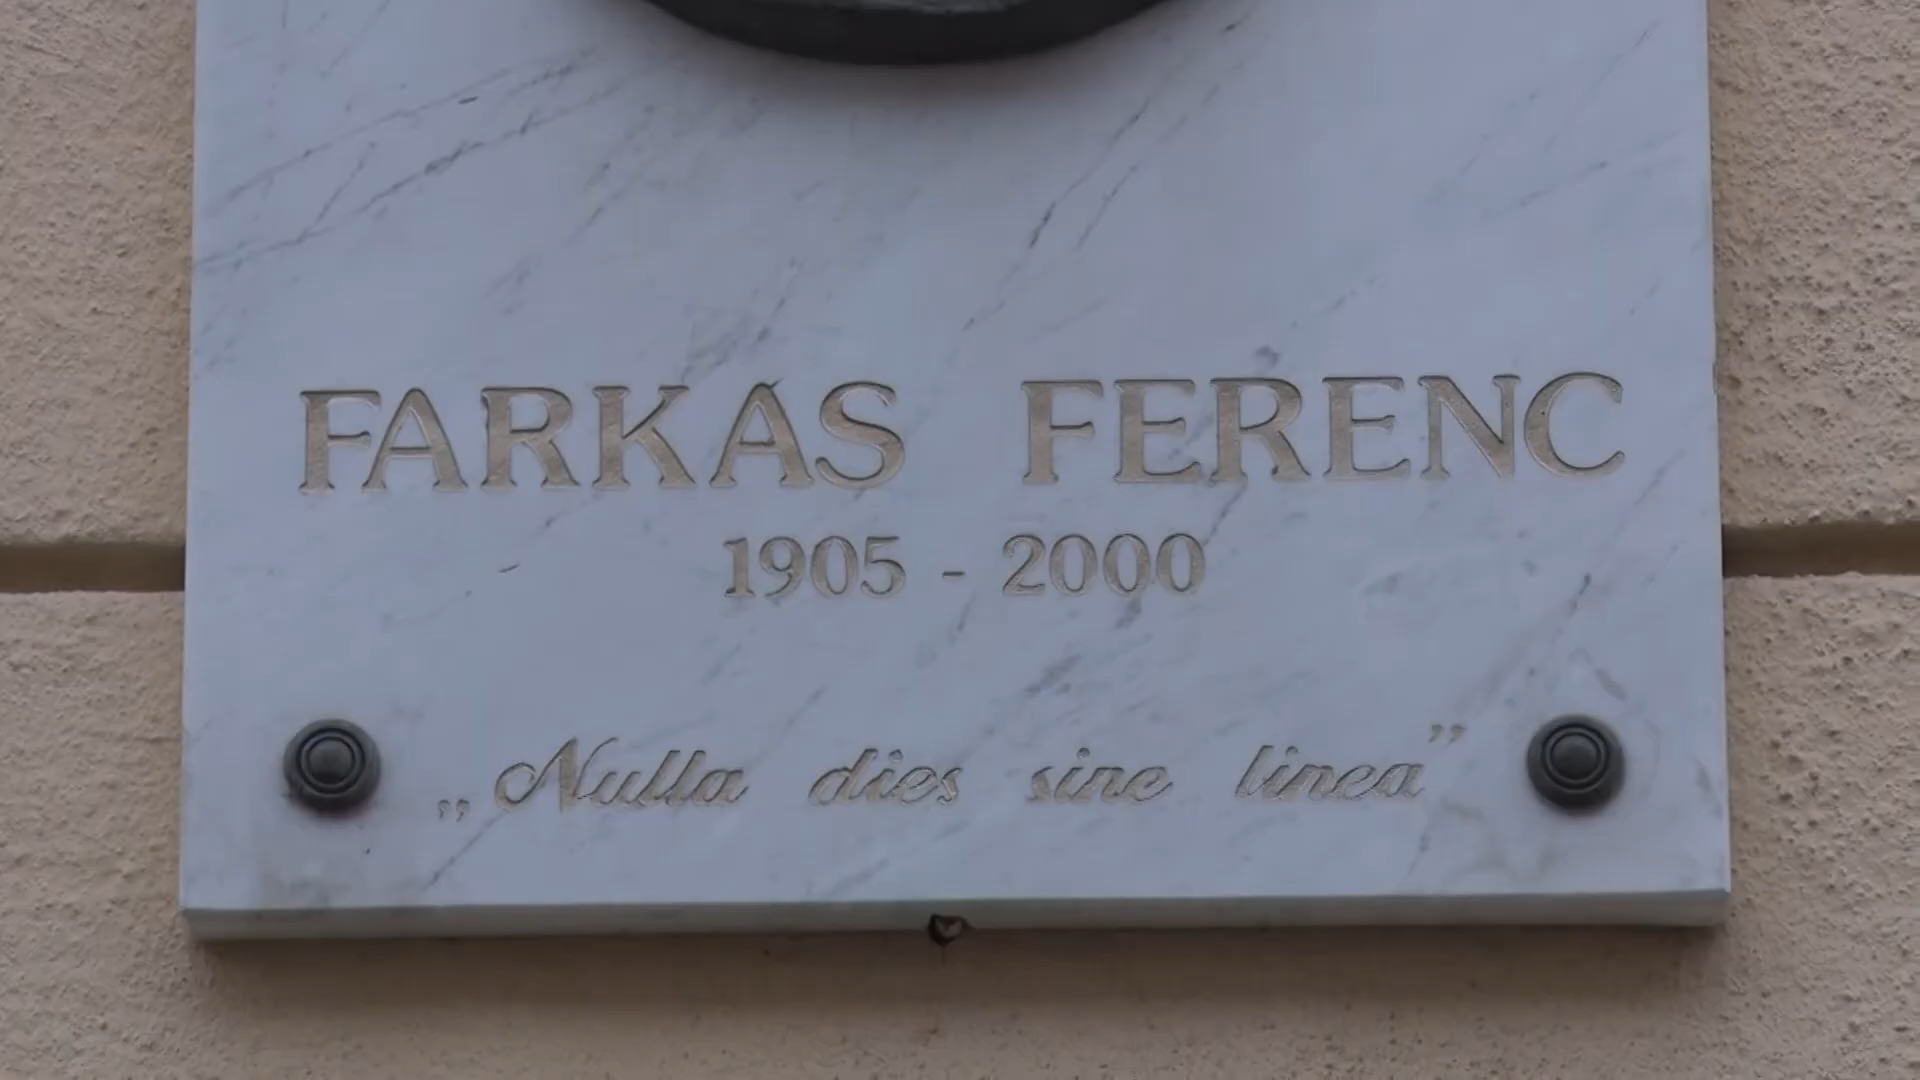 FARKAS FERENC
1905 - 2000
„Nulla dies sine linea”